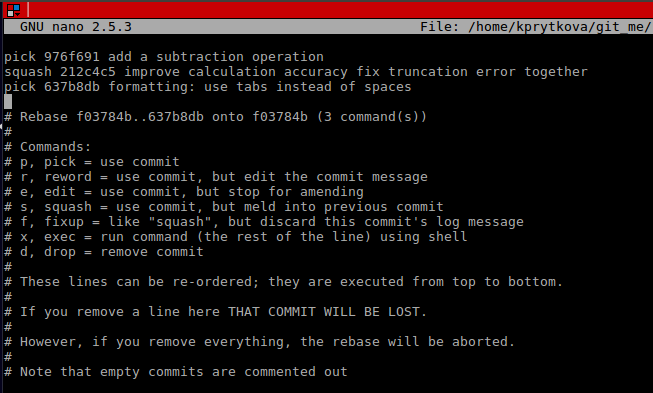 GNU nano 2.5.3 File: /home/kprytkova/git_me/
pick 976f691 add a subtraction operation
squash 212c4c5 improve calculation accuracy fix truncation error together
pick 637b8db formatting: use tabs instead of spaces
# Rebase f03784b..637b8db onto f03784b (3 command(s))
#
# Commands:
# p, pick = use commit
# r, reword = use commit, but edit the commit message
# e, edit = use commit, but stop for amending
# s, squash = use commit, but meld into previous commit
# f, fixup = like "squash", but discard this commit's log message
# x, exec = run command (the rest of the line) using shell
# d, drop = remove commit
#
# These lines can be re-ordered; they are executed from top to bottom.
#
# If you remove a line here THAT COMMIT WILL BE LOST.
#
# However, if you remove everything, the rebase will be aborted.
#
# Note that empty commits are commented out